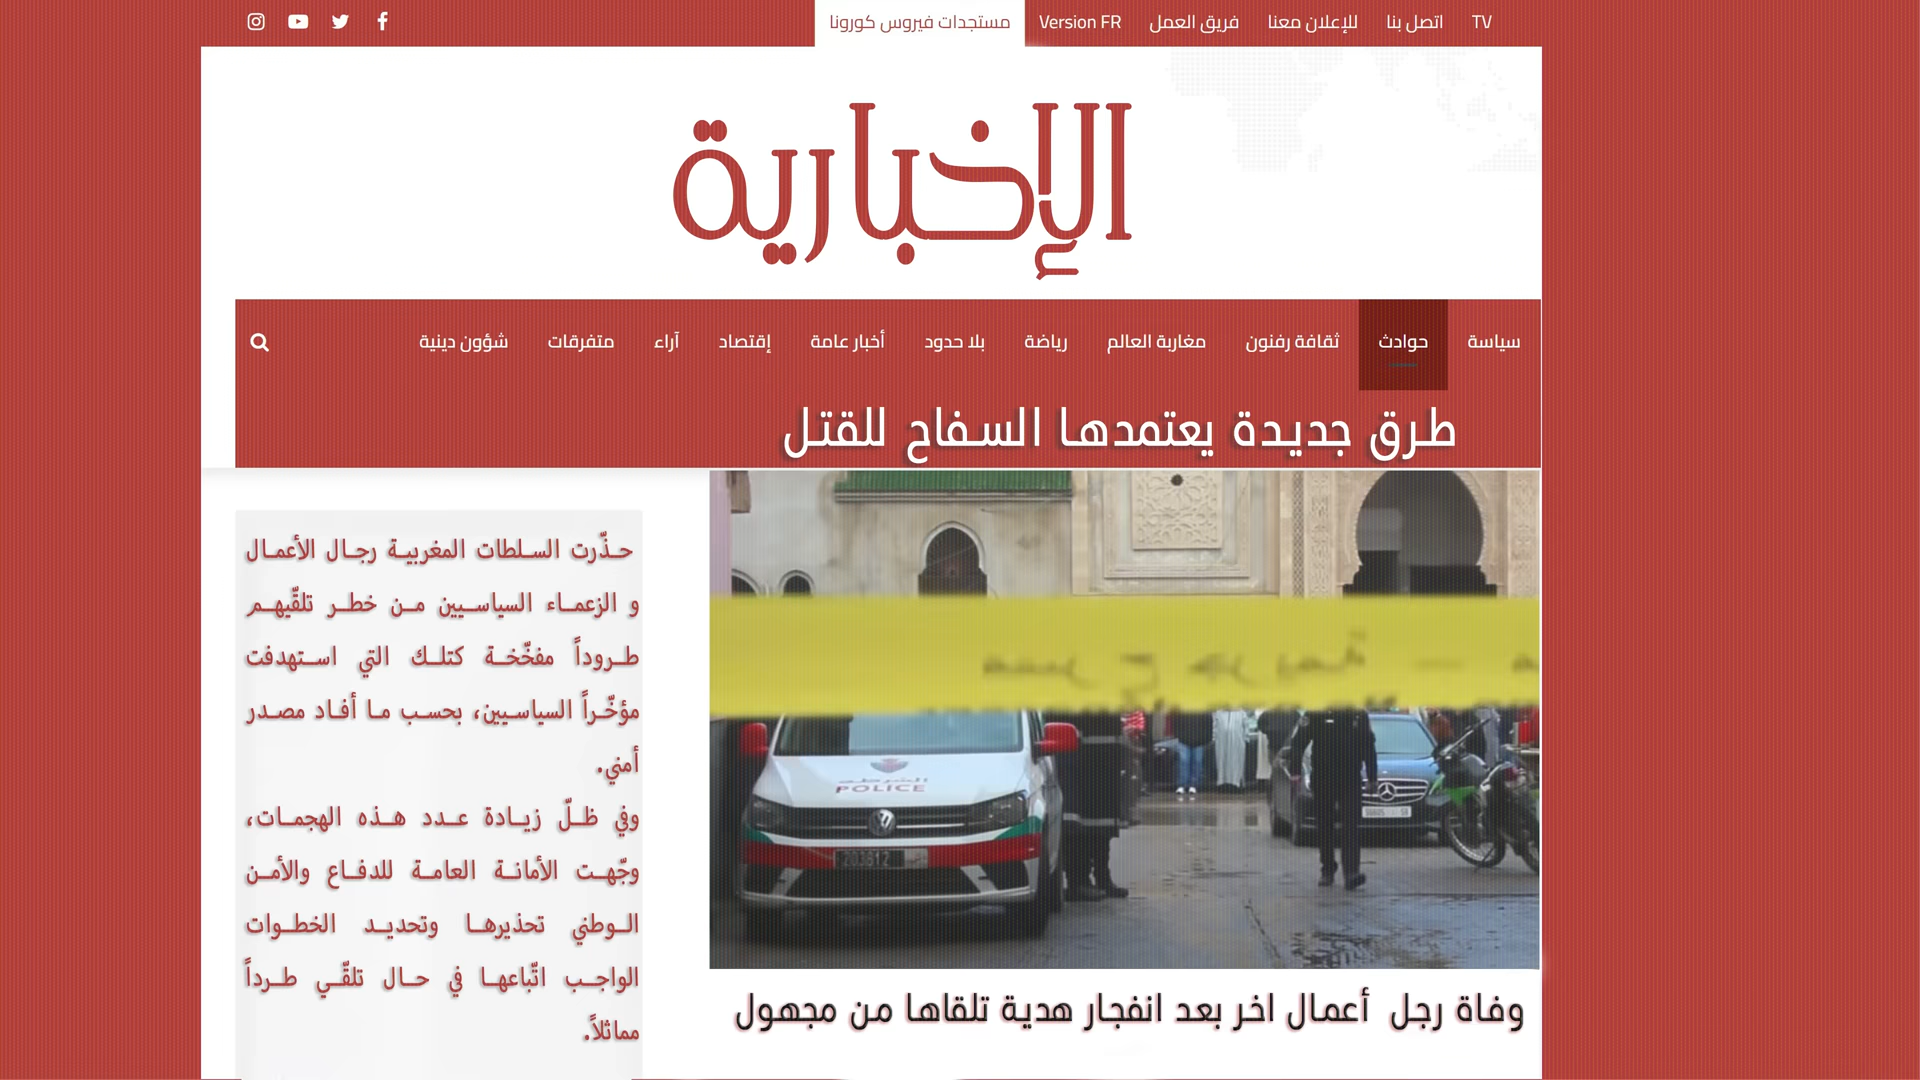 TV
اتصل بنا
للإعلان معنا
فريق العمل
Version FR
مستجدات فيروس كورونا
الإخبارية
سياسة
حوادث
ثقافة رفنون
مغاربة العالم
رياضة
بلا حدود
أخبار عامة
إقتصاد
آراء
متفرقات
شؤون دينية
طرق جديدة يعتمدها السفاح للقتل
الشرطة
POLICE
203612
وفاة رجل أعمال اخر بعد انفجار هدية تلقاها من مجهول
حذّرت السلطات المغربية رجال الأعمال
و الزعماء السياسيين من خطر تلقّيهم
طروداً مفخّخة كتلك التي استهدفت
مؤخّراً السياسيين، بحسب ما أفاد مصدر
أمني.
وفي ظلّ زيادة عدد هذه الهجمات،
وجّهت الأمانة العامة للدفاع والأمن
الوطني تحذيرها وتحديد الخطوات
الواجب اتّباعها في حال تلقّي طرداً
مماثلاً.